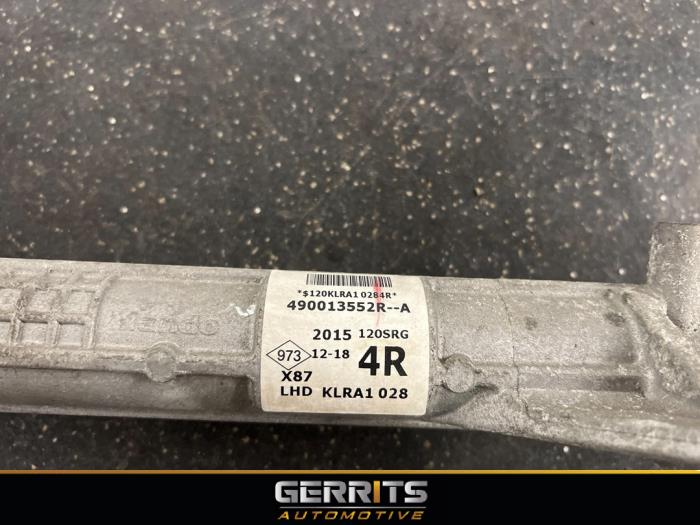 *$120KLRA1 0284R*
490013552R--A
2015 120SRG
973 12-18 4R
X87
LHD KLRA1 028
GERRITS
AUTOMOTIVE